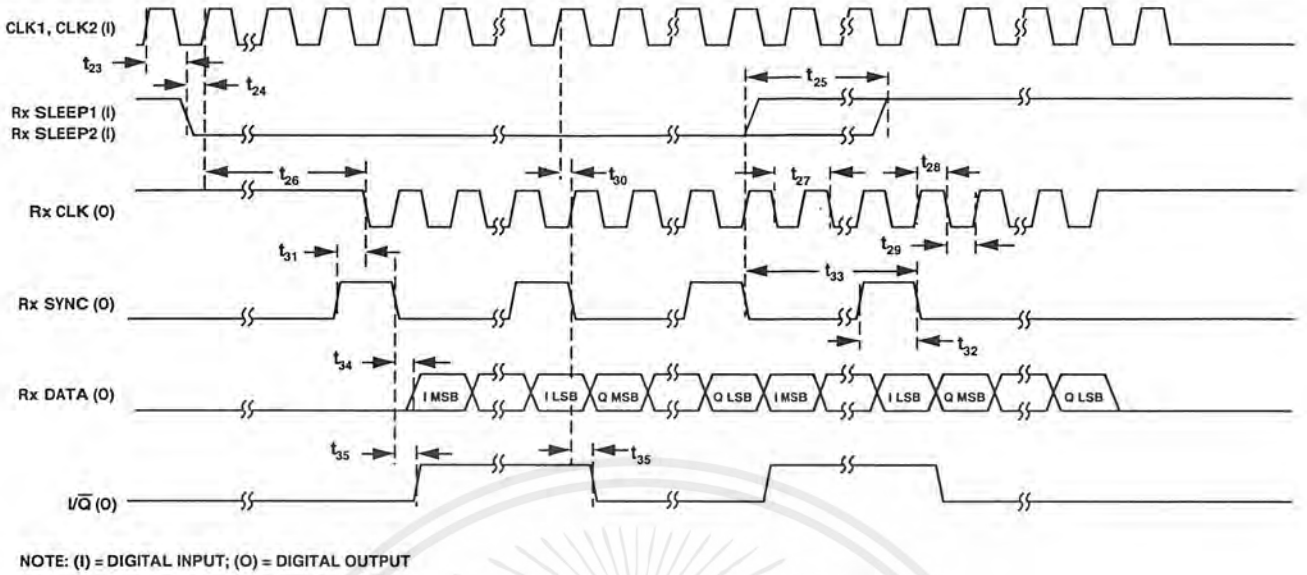 CLK1, CLK2 (I)
t23
t24
t25
Rx SLEEP1 (I)
Rx SLEEP2 (I)
t26
t30
t27
t28
Rx CLK (O)
t31
t29
t33
Rx SYNC (O)
t34
t32
Rx DATA (O)
I MSB
I LSB
Q MSB
Q LSB
I MSB
I LSB
Q MSB
Q LSB
t35
t35
I/Q̅ (O)
NOTE: (I) = DIGITAL INPUT; (O) = DIGITAL OUTPUT